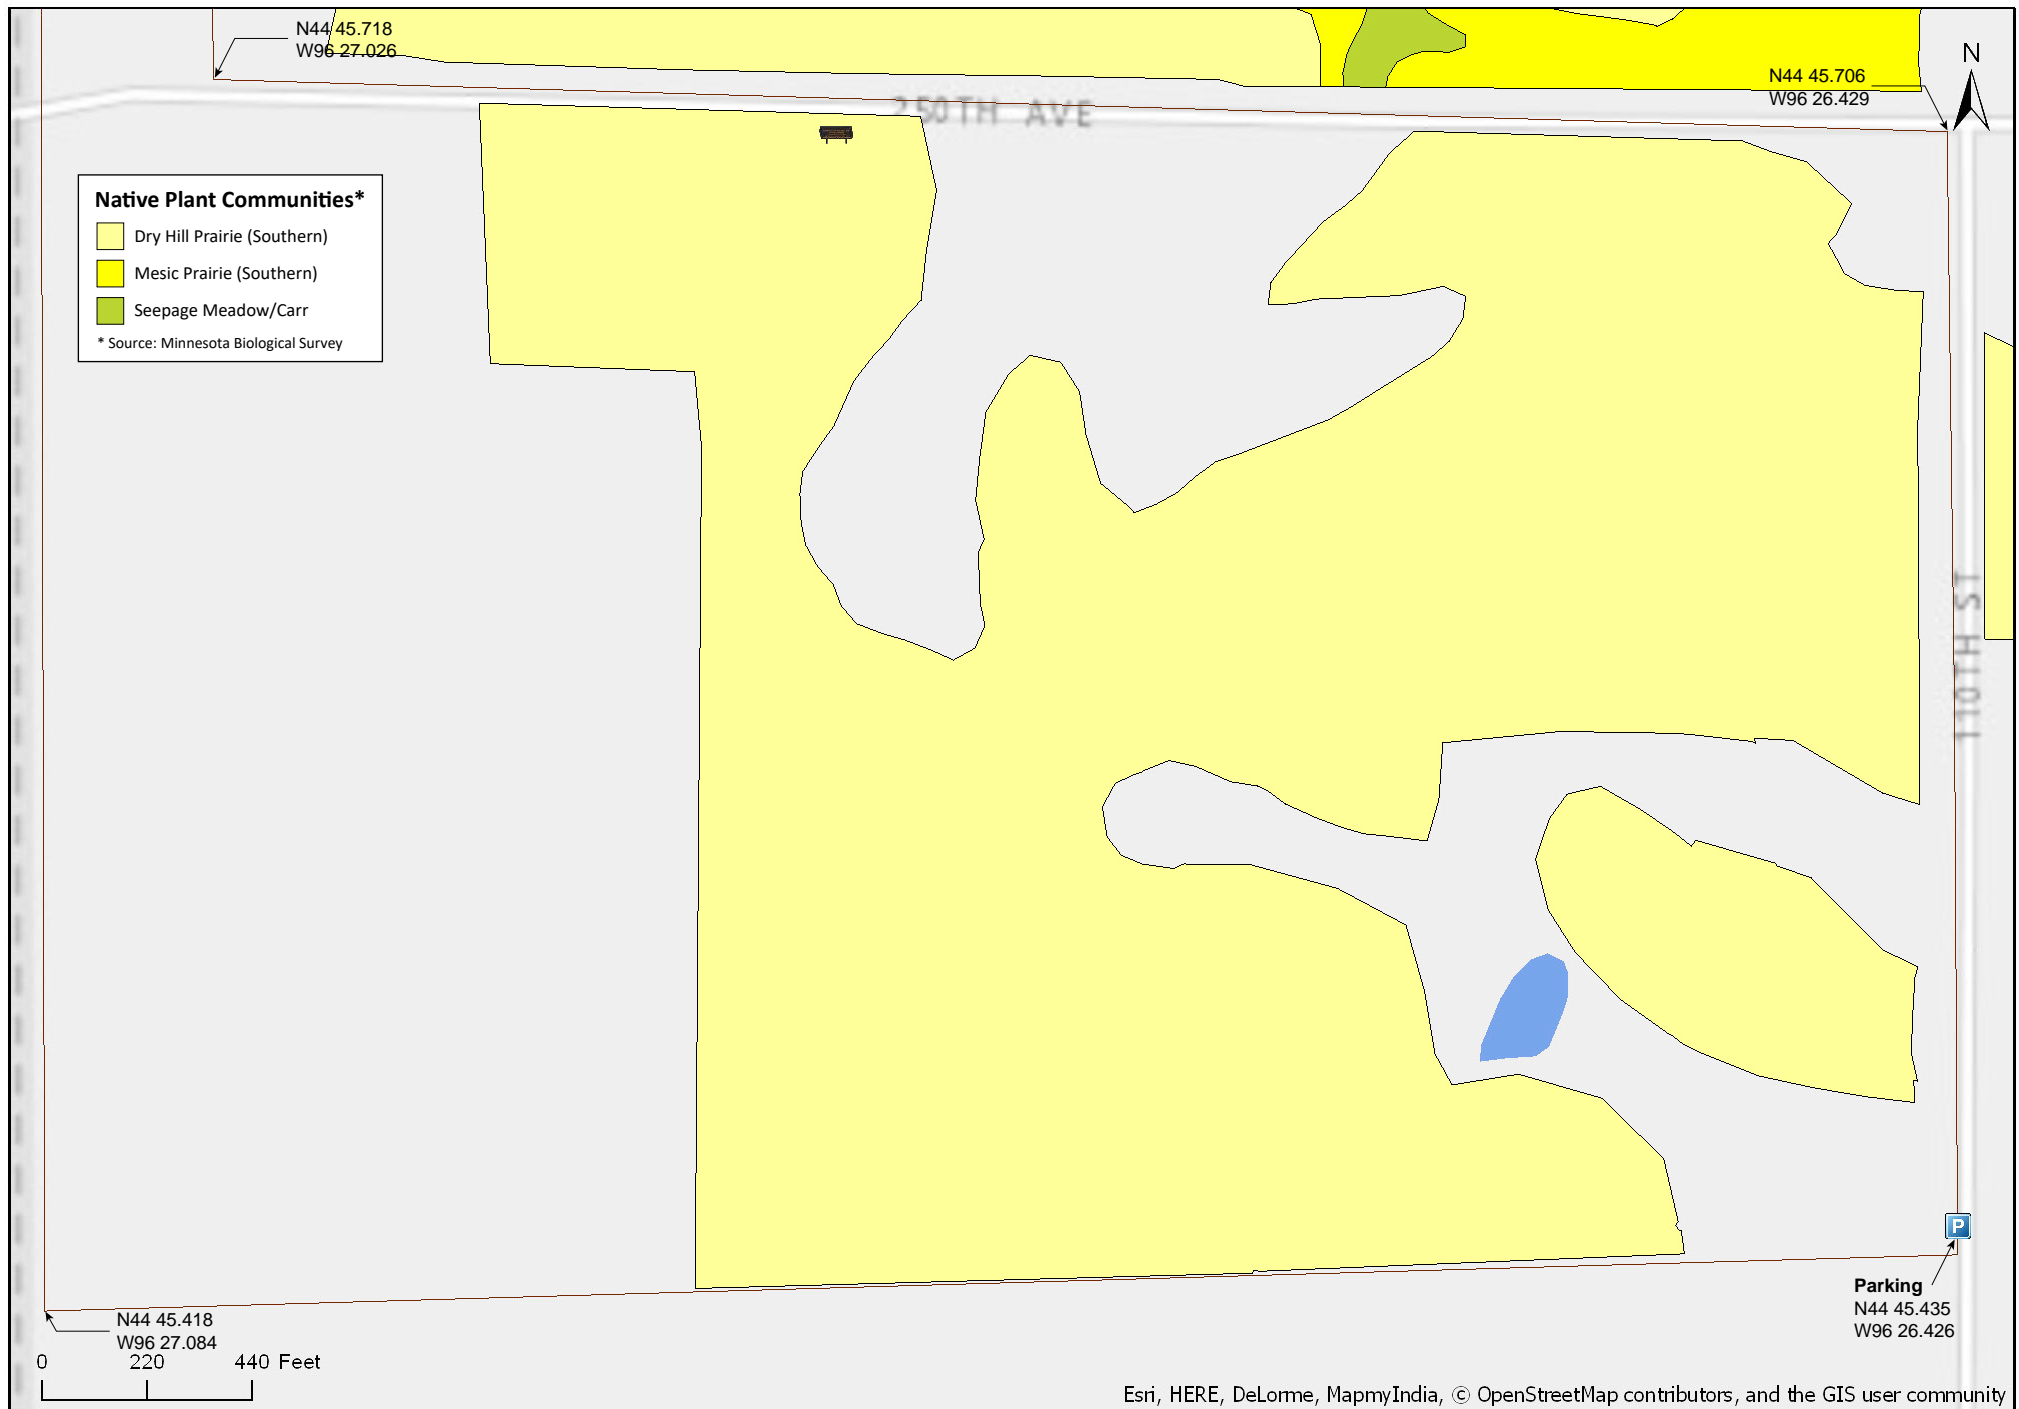 N44 45.718
W96 27.026
N
N44 45.706
W96 26.429
250TH AVE
Native Plant Communities*
Dry Hill Prairie (Southern)
Mesic Prairie (Southern)
Seepage Meadow/Carr
* Source: Minnesota Biological Survey
110TH ST
P
Parking
N44 45.435
W96 26.426
N44 45.418
W96 27.084
0 220 440 Feet
Esri, HERE, DeLorme, MapmyIndia, © OpenStreetMap contributors, and the GIS user community